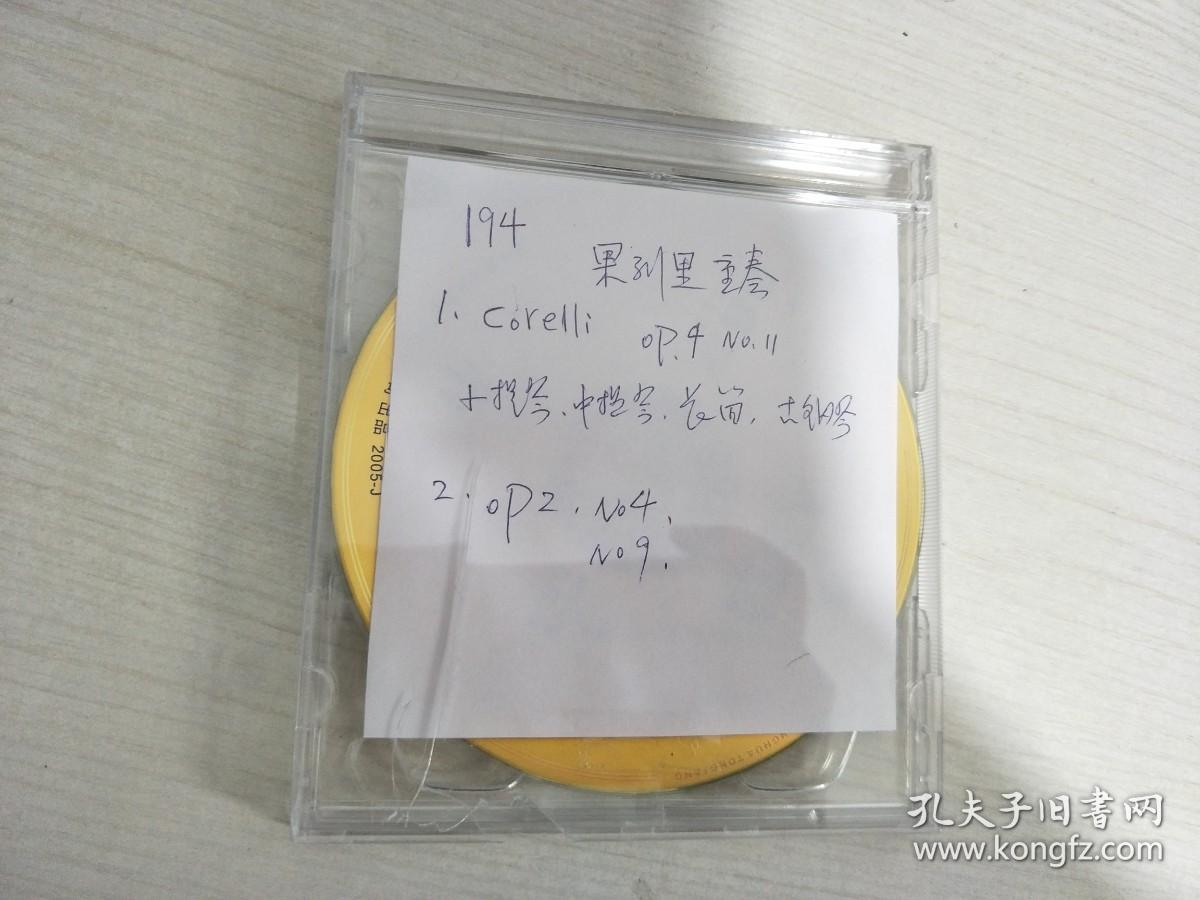 194
果列里重奏
1. Corelli op.4 No.11
小提琴、中提琴、长笛, 古钢琴
2. op2. No4.
No9.
出品 2005-J
NGHUA TONGFANG
孔夫子旧书网
www.kongfz.com